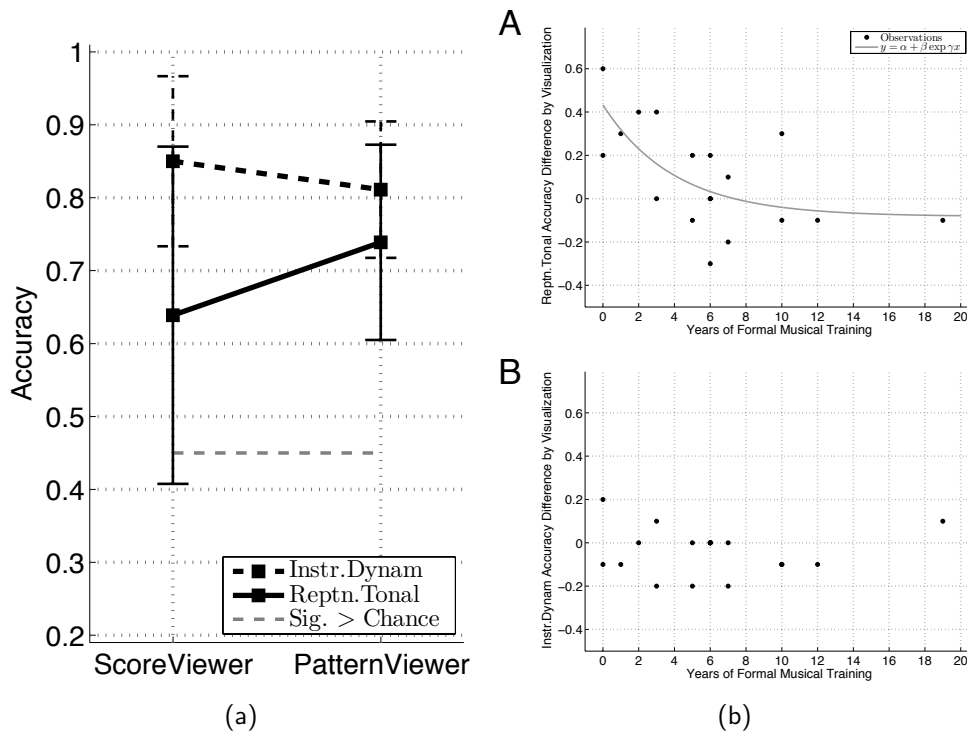 1
0.9
0.8
0.7
0.6
0.5
0.4
0.3
0.2
Accuracy
Instr.Dynam
Reptn.Tonal
Sig. > Chance
ScoreViewer PatternViewer
(a)
A
Observations
y = α + β exp γx
0.6
0.4
0.2
0
−0.2
−0.4
Reptn.Tonal Accuracy Difference by Visualization
0 2 4 6 8 10 12 14 16 18 20
Years of Formal Musical Training
B
0.6
0.4
0.2
0
−0.2
−0.4
Instr.Dynam Accuracy Difference by Visualization
0 2 4 6 8 10 12 14 16 18 20
Years of Formal Musical Training
(b)